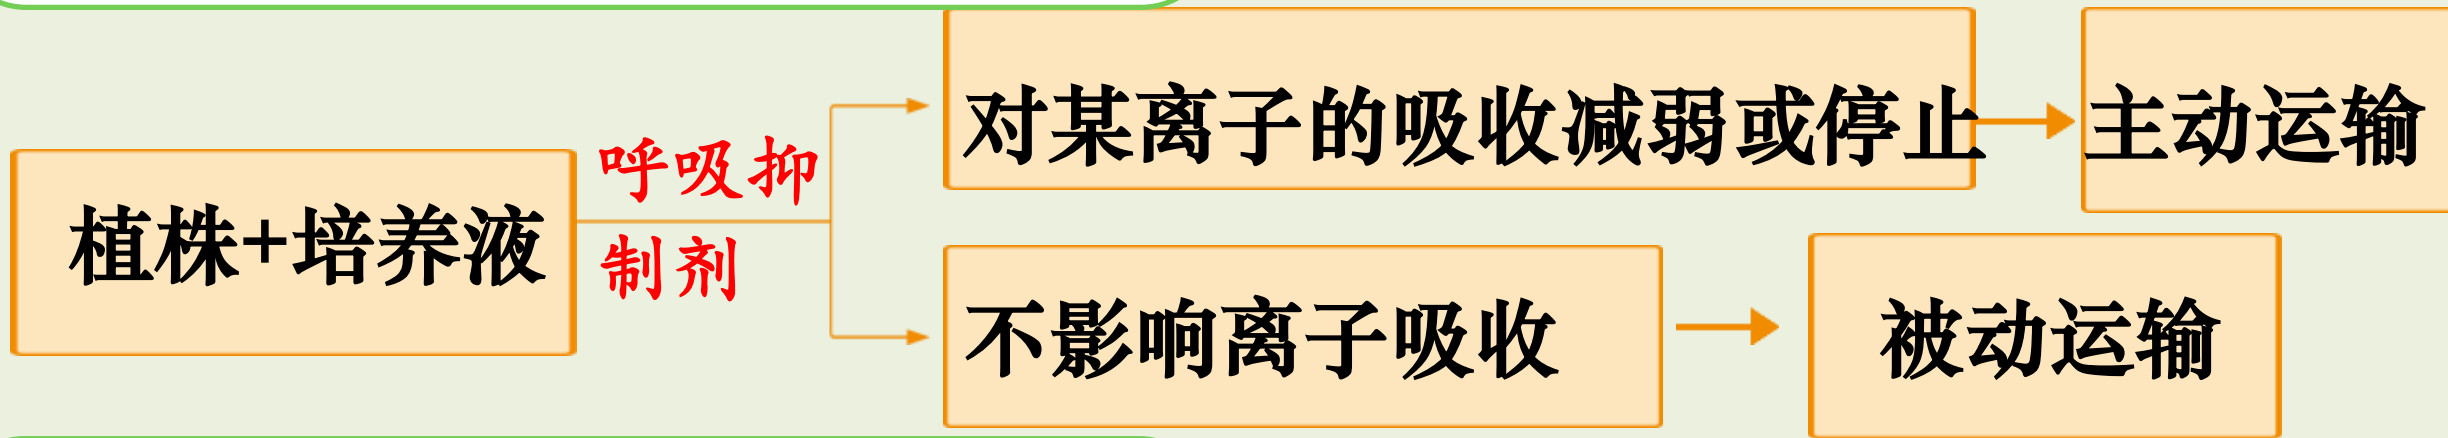 植株+培养液
呼吸抑
制剂
对某离子的吸收减弱或停止
主动运输
不影响离子吸收
被动运输